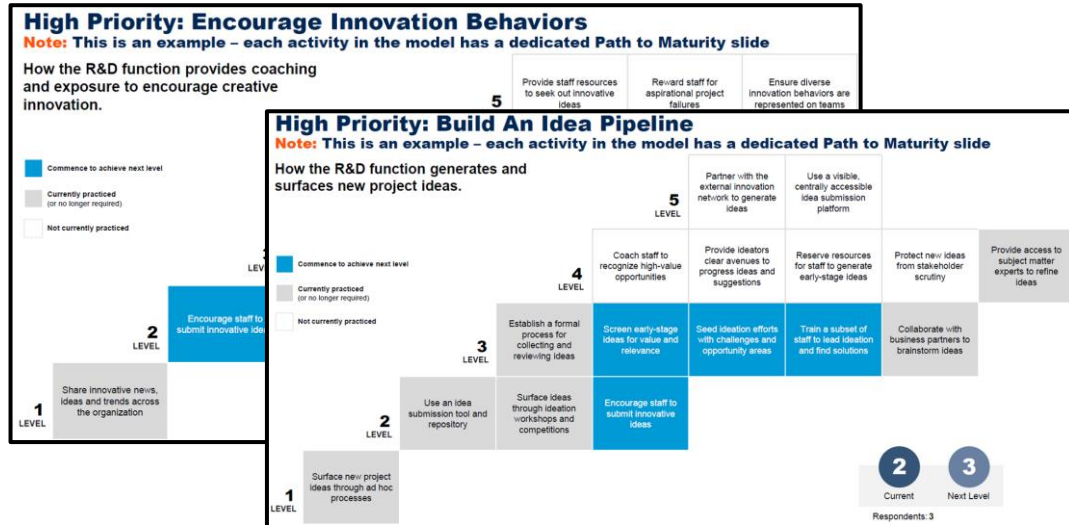 High Priority: Encourage Innovation Behaviors
Note: This is an example – each activity in the model has a dedicated Path to Maturity slide
How the R&D function provides coaching
and exposure to encourage creative
innovation.
5
Provide staff resources
to seek out innovative
ideas
Reward staff for
aspirational project
failures
Ensure diverse
innovation behaviors are
represented on teams
Commence to achieve next level
Currently practiced
(or no longer required)
Not currently practiced
2
LEVEL
Encourage staff to
1
LEVEL
Share innovative news,
ideas and trends across
the organization
High Priority: Build An Idea Pipeline
Note: This is an example – each activity in the model has a dedicated Path to Maturity slide
How the R&D function generates and
surfaces new project ideas.
Commence to achieve next level
Currently practiced
(or no longer required)
Not currently practiced
5
LEVEL
Partner with the
external innovation
network to generate
ideas
Use a visible,
centrally accessible
idea submission
platform
4
LEVEL
Coach staff to
recognize high-value
opportunities
Provide ideators
clear avenues to
progress ideas and
suggestions
Reserve resources
for staff to generate
early-stage ideas
Protect new ideas
from stakeholder
scrutiny
Provide access to
subject matter
experts to refine
ideas
3
LEVEL
Establish a formal
process for
collecting and
reviewing ideas
Screen early-stage
ideas for value and
relevance
Seed ideation efforts
with challenges and
opportunity areas
Train a subset of
staff to lead ideation
and find solutions
Collaborate with
business partners to
brainstorm ideas
2
LEVEL
Use an idea
submission tool and
repository
Surface ideas
through ideation
workshops and
competitions
Encourage staff to
submit innovative
ideas
1
LEVEL
Surface new project
ideas through ad hoc
processes
2
Current
3
Next Level
Respondents: 3